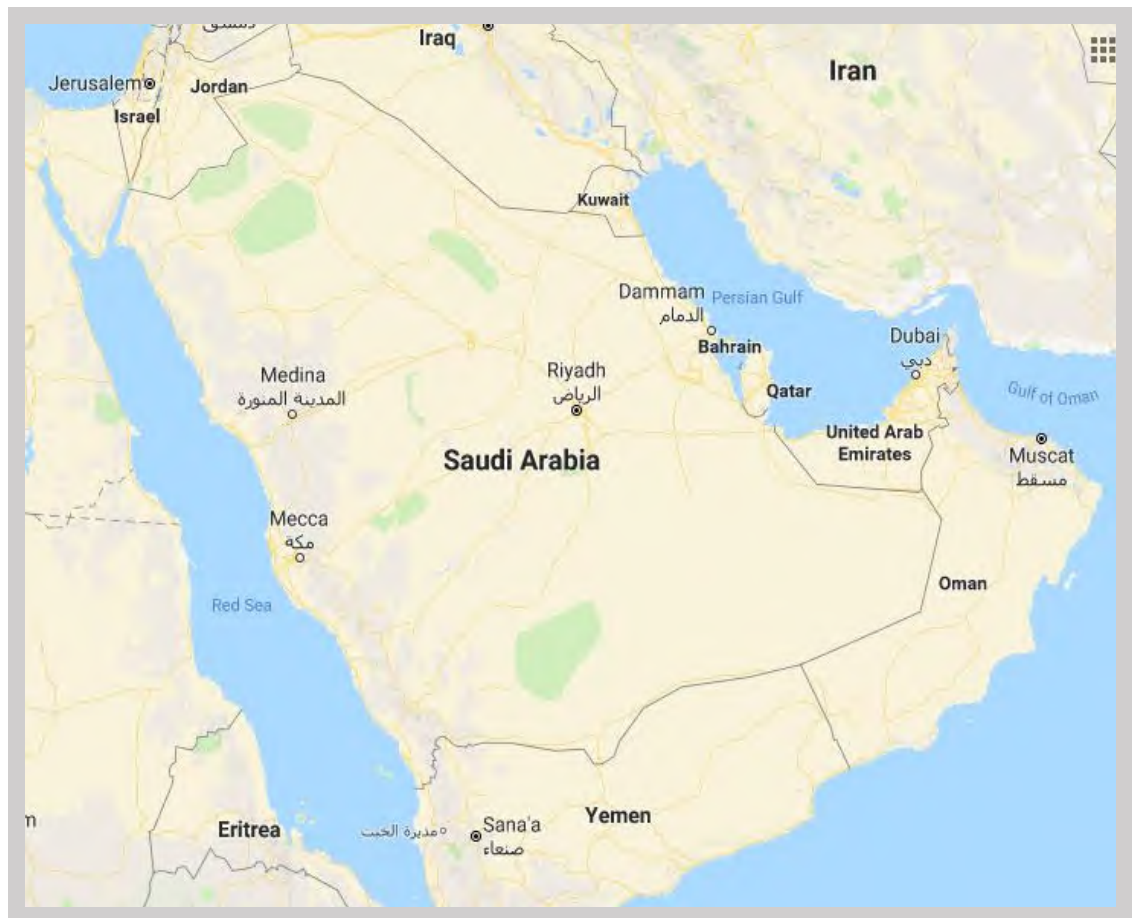 دمشق
Iraq
Iran
Jerusalem
Jordan
Israel
Kuwait
Dammam
الدمام
Persian Gulf
Bahrain
Dubai
دبي
Riyadh
الرياض
Medina
المدينة المنورة
Qatar
Gulf of Oman
Saudi Arabia
United Arab
Emirates
Muscat
مسقط
Mecca
مكة
Oman
Red Sea
Yemen
Eritrea
مديرية الخبت
Sana'a
صنعاء
m